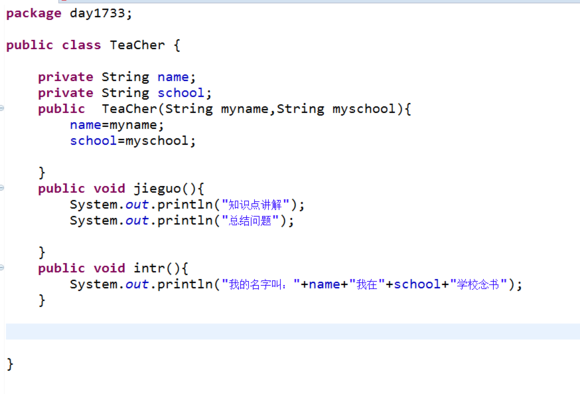 package day1733;
public class TeaCher {
private String name;
private String school;
public  TeaCher(String myname,String myschool){
name=myname;
school=myschool;
}
public void jieguo(){
System.out.println("知识点讲解");
System.out.println("总结问题");
}
public void intr(){
System.out.println("我的名字叫："+name+"我在"+school+"学校念书");
}
}